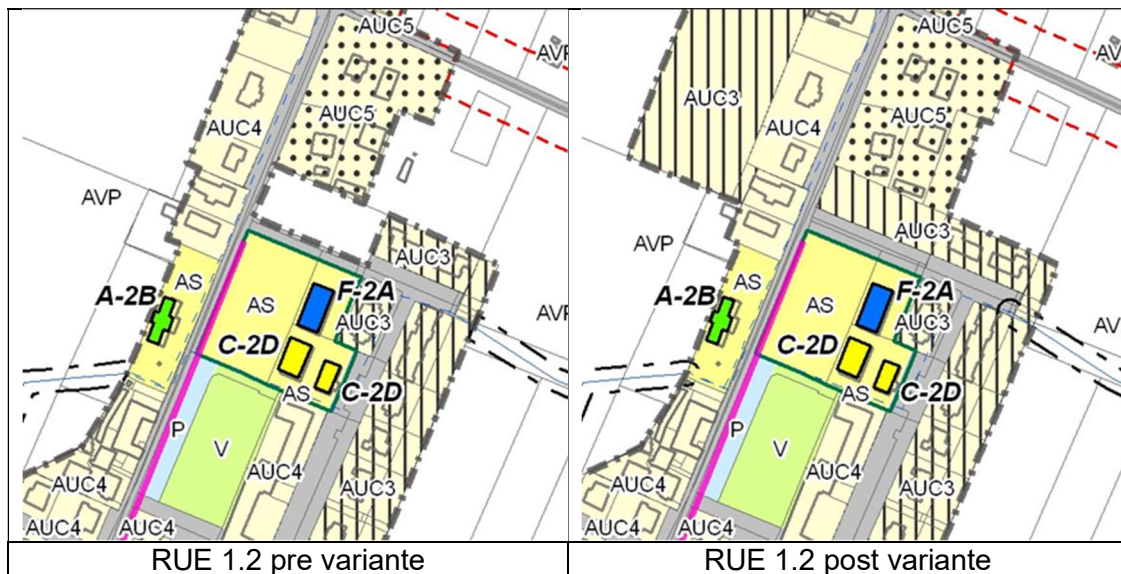 AUC5
AVP
AUC4
AUC5
AVP
AUC3
AS
AS
A-2B
F-2A
AVP
AUC3
C-2D
C-2D
AS
P
V
AUC4
AUC3
AUC4
AUC4
AUC4
RUE 1.2 pre variante
AUC5
AV
AUC3
AUC4
AUC5
AUC3
AVP
AS
AS
A-2B
F-2A
AV
AUC3
C-2D
C-2D
AS
P
V
AUC4
AUC3
AUC4
AUC4
AUC4
RUE 1.2 post variante